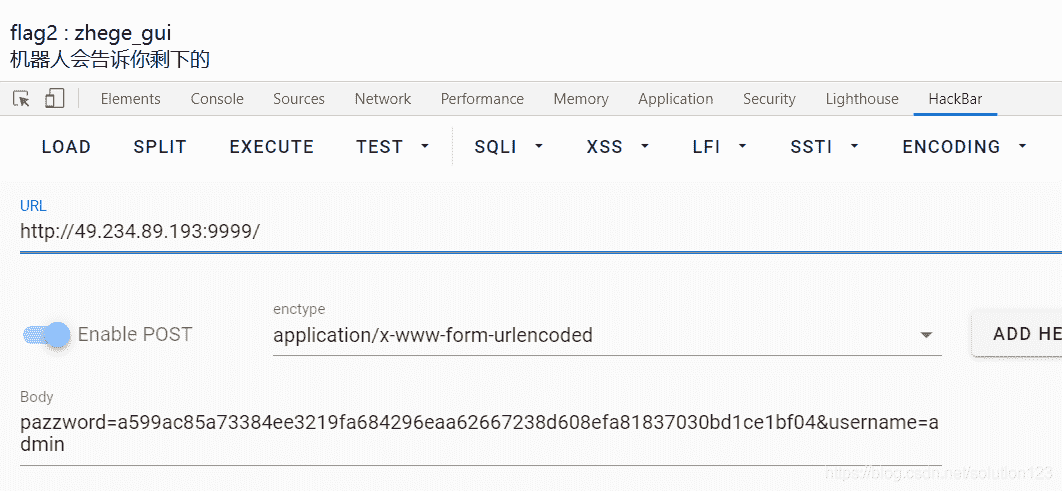 flag2 : zhege_gui
机器人会告诉你剩下的
Elements Console Sources Network Performance Memory Application Security Lighthouse HackBar
LOAD SPLIT EXECUTE TEST SQLI XSS LFI SSTI ENCODING
URL
http://49.234.89.193:9999/
enctype
Enable POST application/x-www-form-urlencoded ADD HE
Body
pazzword=a599ac85a73384ee3219fa684296eaa62667238d608efa81837030bd1ce1bf04&username=a
dmin
https://blog.csdn.net/solution123